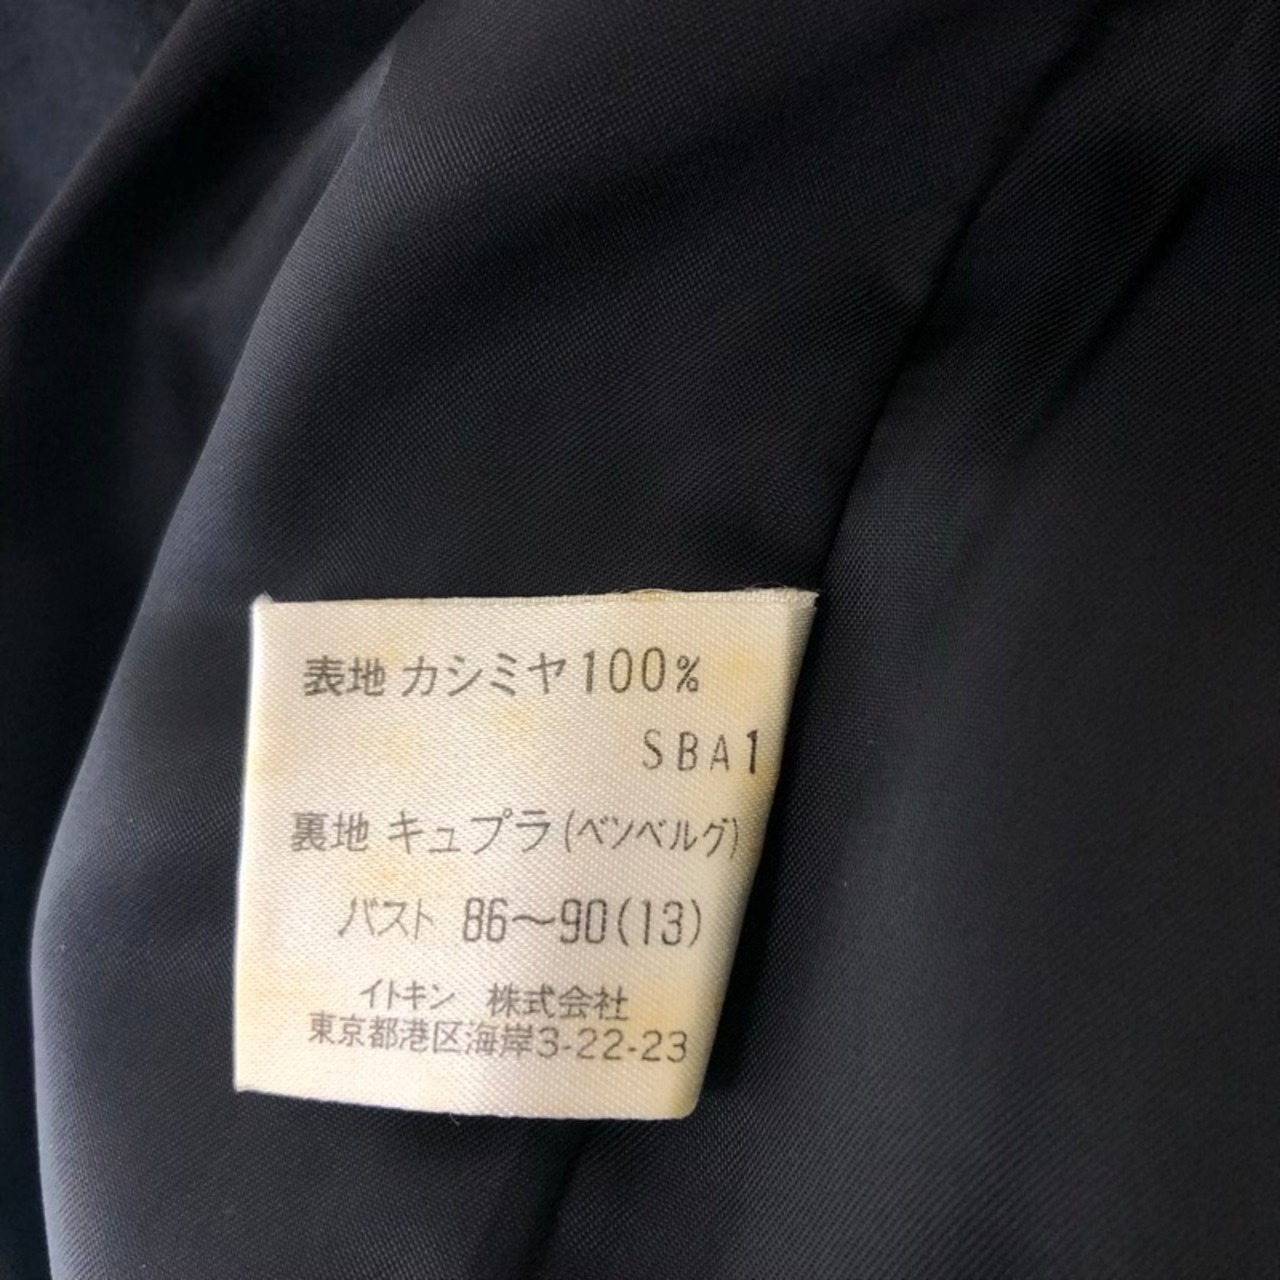 表地 カシミヤ100%
SBA1
裏地 キュプラ(ベンベルグ)
バスト 86〜90(13)
イトキン 株式会社
東京都港区海岸3-22-23